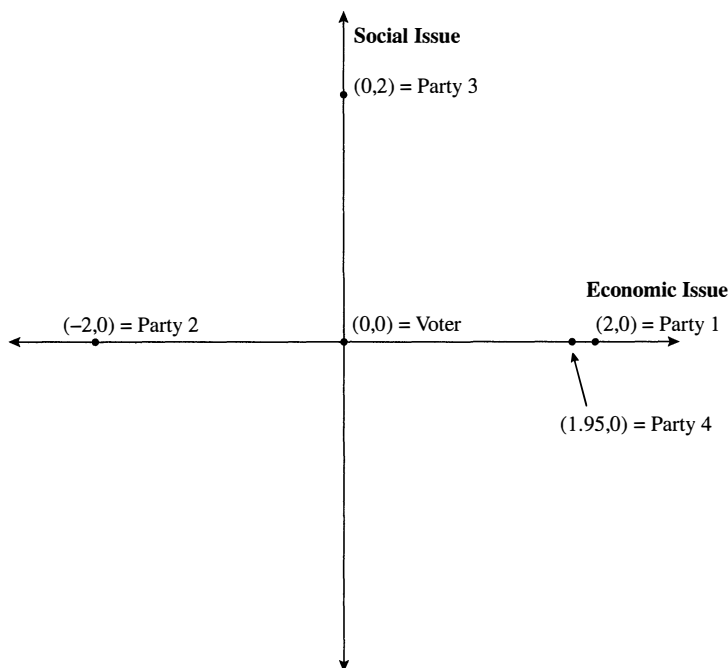 Social Issue
(0,2) = Party 3
Economic Issue
(−2,0) = Party 2
(0,0) = Voter
(2,0) = Party 1
(1.95,0) = Party 4